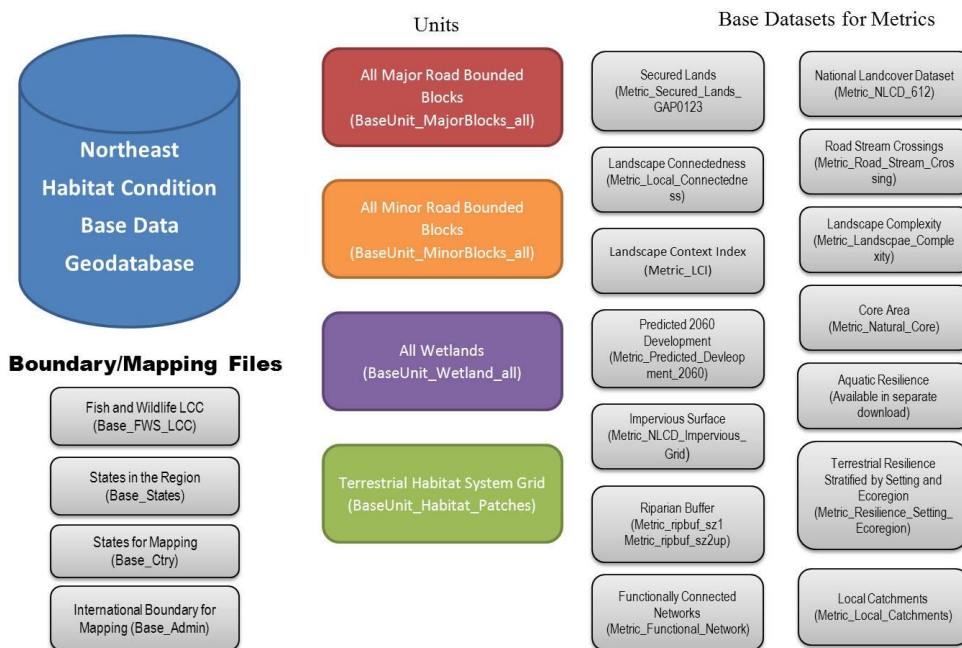 Northeast
Habitat Condition
Base Data
Geodatabase
Boundary/Mapping Files
Fish and Wildlife LCC
(Base_FWS_LCC)
States in the Region
(Base_States)
States for Mapping
(Base_Ctry)
International Boundary for
Mapping (Base_Admin)
Units
All Major Road Bounded
Blocks
(BaseUnit_MajorBlocks_all)
All Minor Road Bounded
Blocks
(BaseUnit_MinorBlocks_all)
All Wetlands
(BaseUnit_Wetland_all)
Terrestrial Habitat System Grid
(BaseUnit_Habitat_Patches)
Base Datasets for Metrics
Secured Lands
(Metric_Secured_Lands_
GAP0123
Landscape Connectedness
(Metric_Local_Connectedne
ss)
Landscape Context Index
(Metric_LCI)
Predicted 2060
Development
(Metric_Predicted_Devleop
ment_2060)
Impervious Surface
(Metric_NLCD_Impervious_
Grid)
Riparian Buffer
(Metric_ripbuf_sz1
Metric_ripbuf_sz2up)
Functionally Connected
Networks
(Metric_Functional_Network)
National Landcover Dataset
(Metric_NLCD_612)
Road Stream Crossings
(Metric_Road_Stream_Cros
sing)
Landscape Complexity
(Metric_Landscpae_Comple
xity)
Core Area
(Metric_Natural_Core)
Aquatic Resilience
(Available in separate
download)
Terrestrial Resilience
Stratified by Setting and
Ecoregion
(Metric_Resilience_Setting_
Ecoregion)
Local Catchments
(Metric_Local_Catchments)